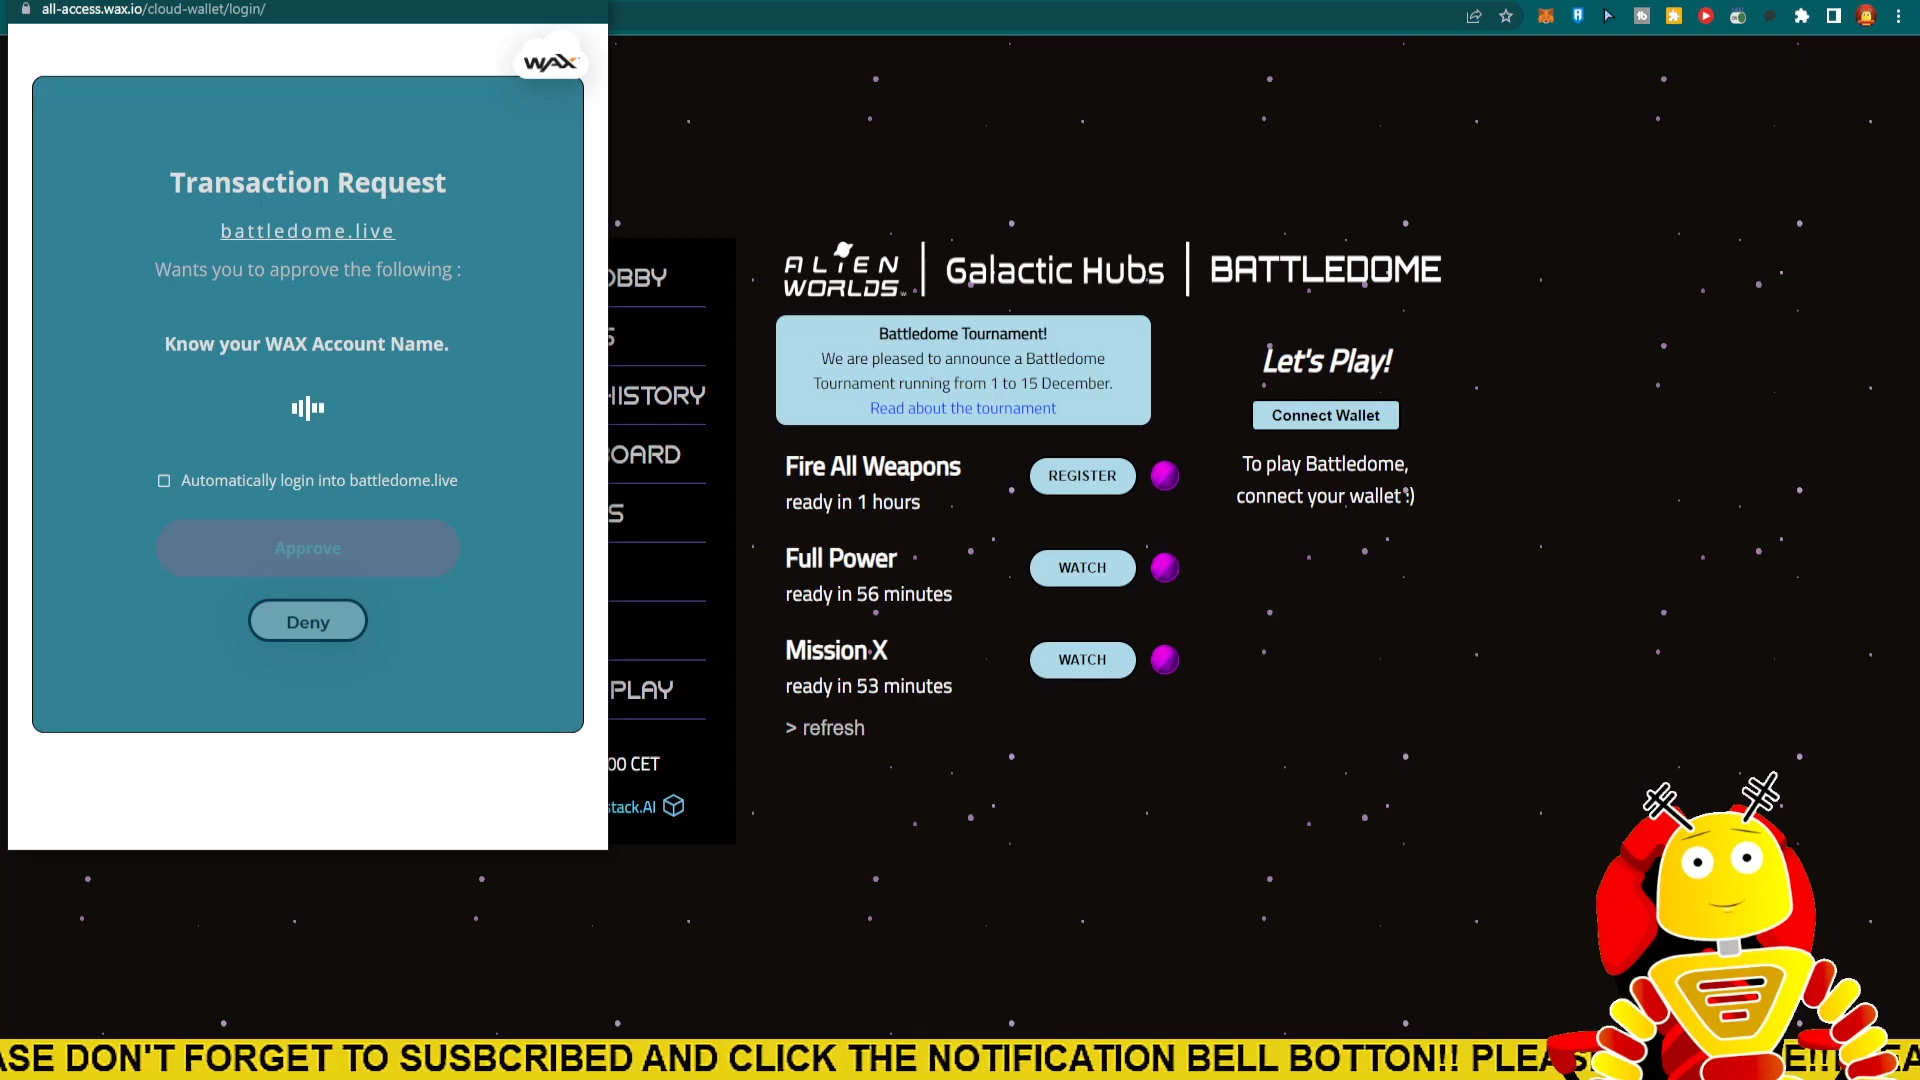 all-access.wax.io/cloud-wallet/login/
WAX
Transaction Request
battledome.live
Wants you to approve the following :
Know your WAX Account Name.
Automatically login into battledome.live
Approve
Deny
OBBY
S
HISTORY
OARD
S
PLAY
00 CET
stack.AI
ALIEN WORLDS
Galactic Hubs
BATTLEDOME
Battledome Tournament!
We are pleased to announce a Battledome
Tournament running from 1 to 15 December.
Read about the tournament
Fire All Weapons
ready in 1 hours
REGISTER
Full Power
ready in 56 minutes
WATCH
Mission X
ready in 53 minutes
WATCH
> refresh
Let's Play!
Connect Wallet
To play Battledome,
connect your wallet :)
ASE DON'T FORGET TO SUSBCRIBED AND CLICK THE NOTIFICATION BELL BOTTON!! PLEAS E!!! EA